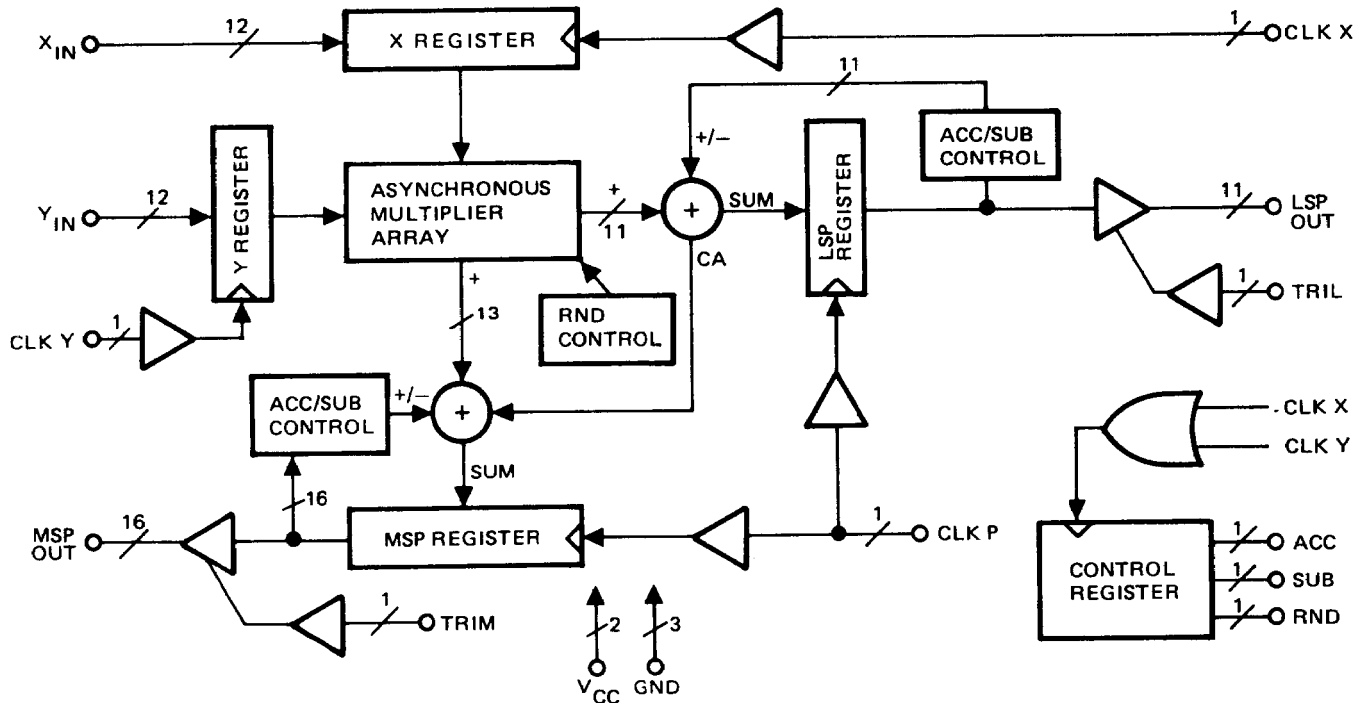 X IN
12
X REGISTER
1
CLK X
11
+/−
ACC/SUB
CONTROL
Y IN
12
Y REGISTER
ASYNCHRONOUS
MULTIPLIER
ARRAY
+
11
+
SUM
LSP
REGISTER
11
LSP
OUT
CA
+
13
RND
CONTROL
1
TRIL
CLK Y
1
ACC/SUB
CONTROL
+/−
+
CLK X
CLK Y
SUM
16
MSP
OUT
16
MSP REGISTER
1
CLK P
CONTROL
REGISTER
1
ACC
1
SUB
1
RND
1
TRIM
2
3
VCC
GND